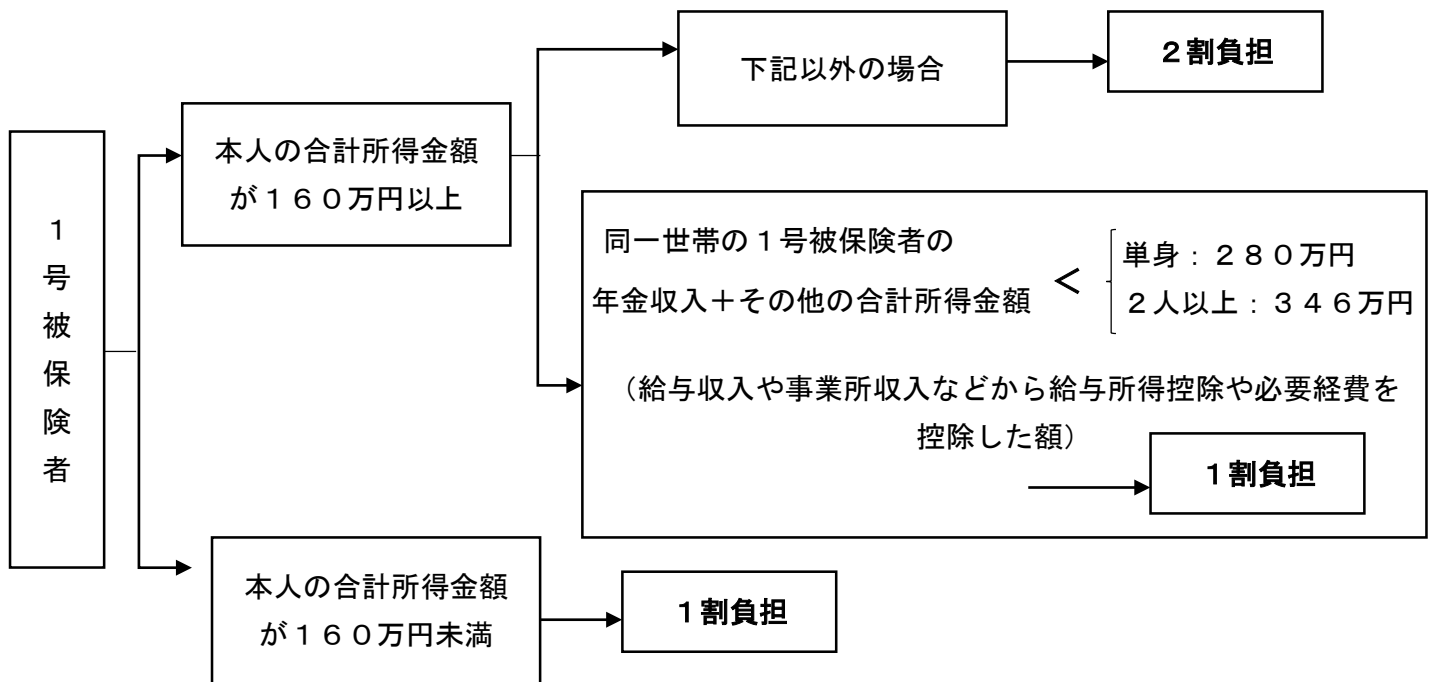 1号被保険者
本人の合計所得金額
が１６０万円以上
下記以外の場合
２割負担
同一世帯の１号被保険者の
年金収入＋その他の合計所得金額
＜
単身：２８０万円
２人以上：３４６万円
（給与収入や事業所収入などから給与所得控除や必要経費を
控除した額）
１割負担
本人の合計所得金額
が１６０万円未満
１割負担